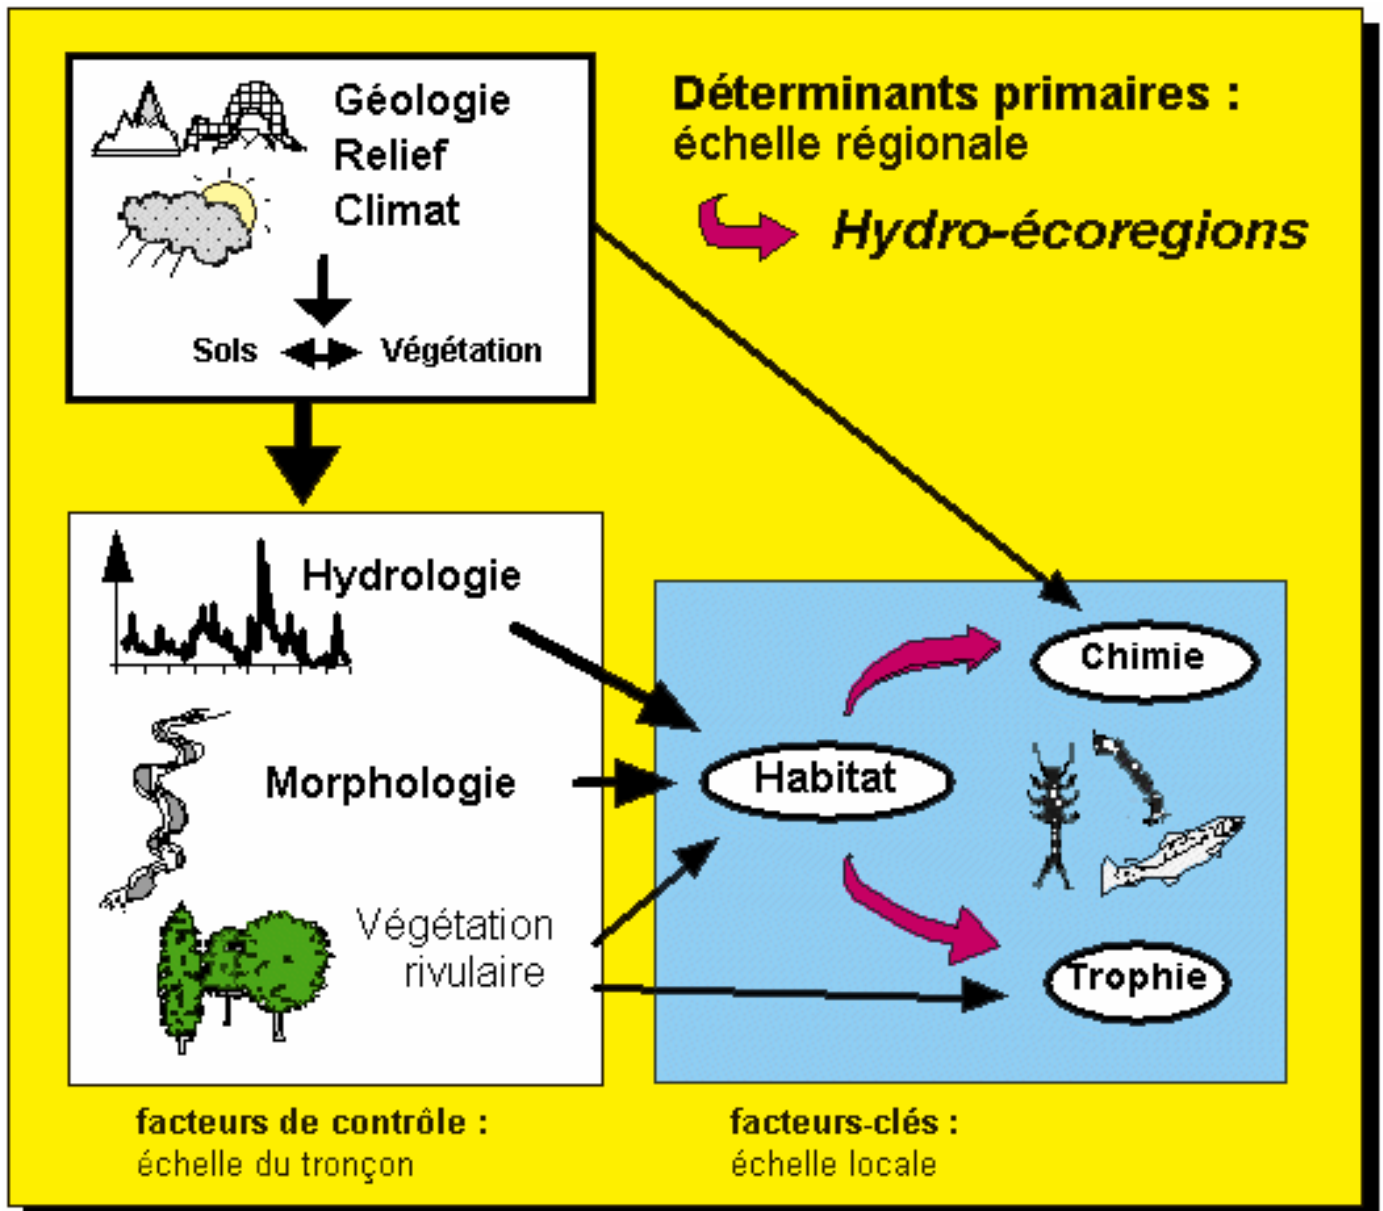 Géologie
Relief
Climat
Sols
Végétation
Déterminants primaires :
échelle régionale
Hydro-écoregions
Hydrologie
Morphologie
Végétation
rivulaire
Habitat
Chimie
Trophie
facteurs de contrôle :
échelle du tronçon
facteurs-clés :
échelle locale